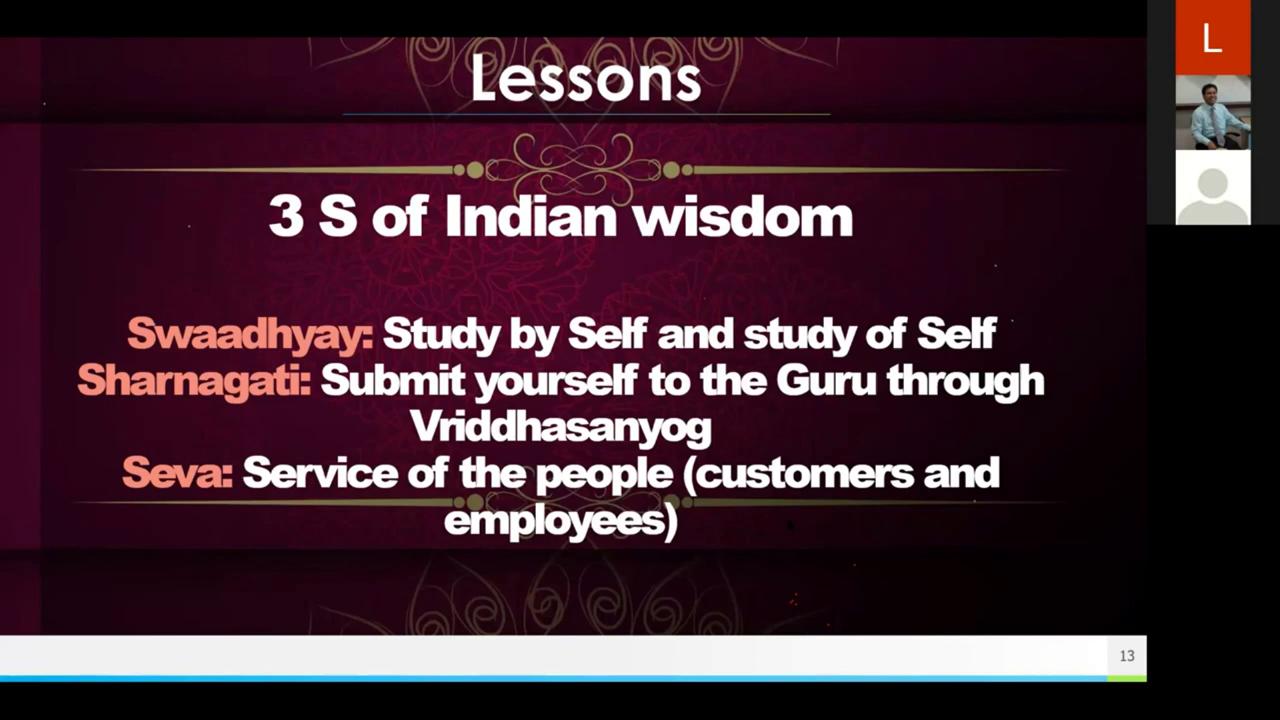 Lessons
3 S of Indian wisdom
Swaadhyay: Study by Self and study of Self
Sharnagati: Submit yourself to the Guru through
Vriddhasanyog
Seva: Service of the people (customers and
employees)
13
L